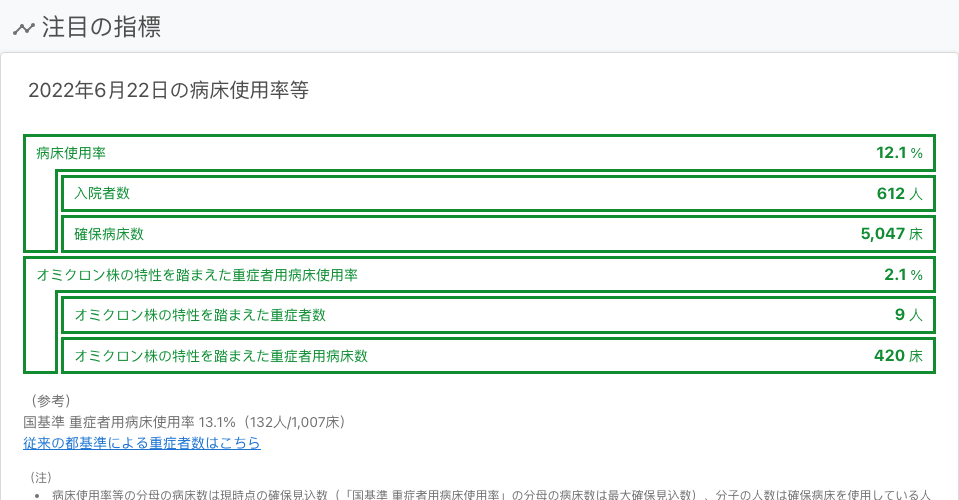 注目の指標
2022年6月22日の病床使用率等
病床使用率 12.1 %
入院者数 612 人
確保病床数 5,047 床
オミクロン株の特性を踏まえた重症者用病床使用率 2.1 %
オミクロン株の特性を踏まえた重症者数 9 人
オミクロン株の特性を踏まえた重症者用病床数 420 床
（参考）
国基準 重症者用病床使用率 13.1%（132人/1,007床）
従来の都基準による重症者数はこちら
（注）
• 病床使用率等の分母の病床数は現時点の確保見込数（「国基準 重症者用病床使用率」の分母の病床数は最大確保見込数）、分子の人数は確保病床を使用している人